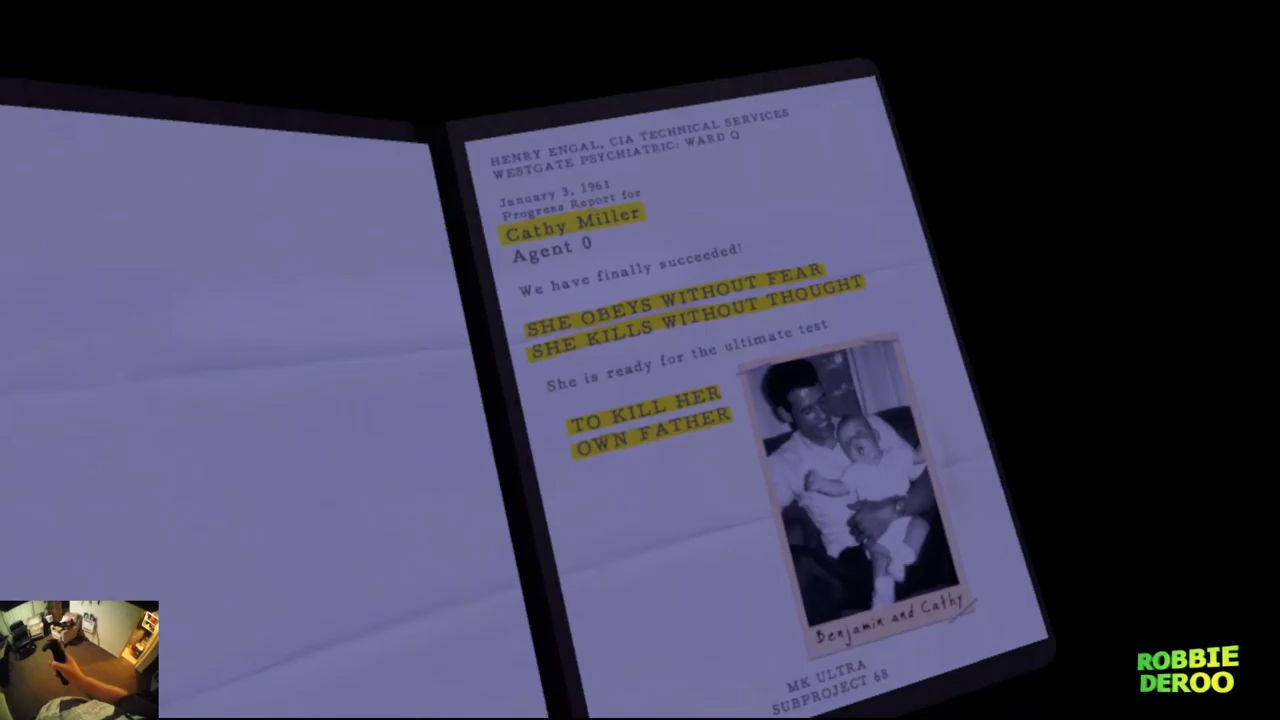 HENRY ENGAL, CIA TECHNICAL SERVICES
WESTGATE PSYCHIATRIC: WARD Q
January 3, 1961
Progress Report for
Cathy Miller
Agent 0
We have finally succeeded!
SHE OBEYS WITHOUT FEAR
SHE KILLS WITHOUT THOUGHT
She is ready for the ultimate test
TO KILL HER
OWN FATHER
Benjamin and Cathy
MK ULTRA
SUBPROJECT 68
ROBBIE
DEROO